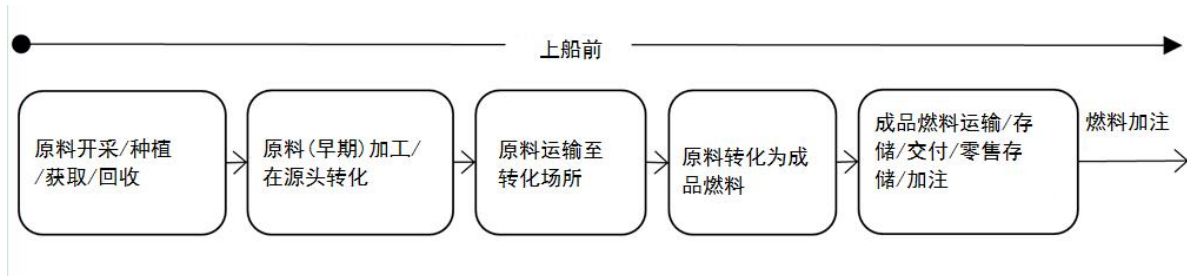 上船前
原料开采/种植
/获取/回收
原料(早期)加工/
在源头转化
原料运输至
转化场所
原料转化为成
品燃料
成品燃料运输/存
储/交付/零售存
储/加注
燃料加注